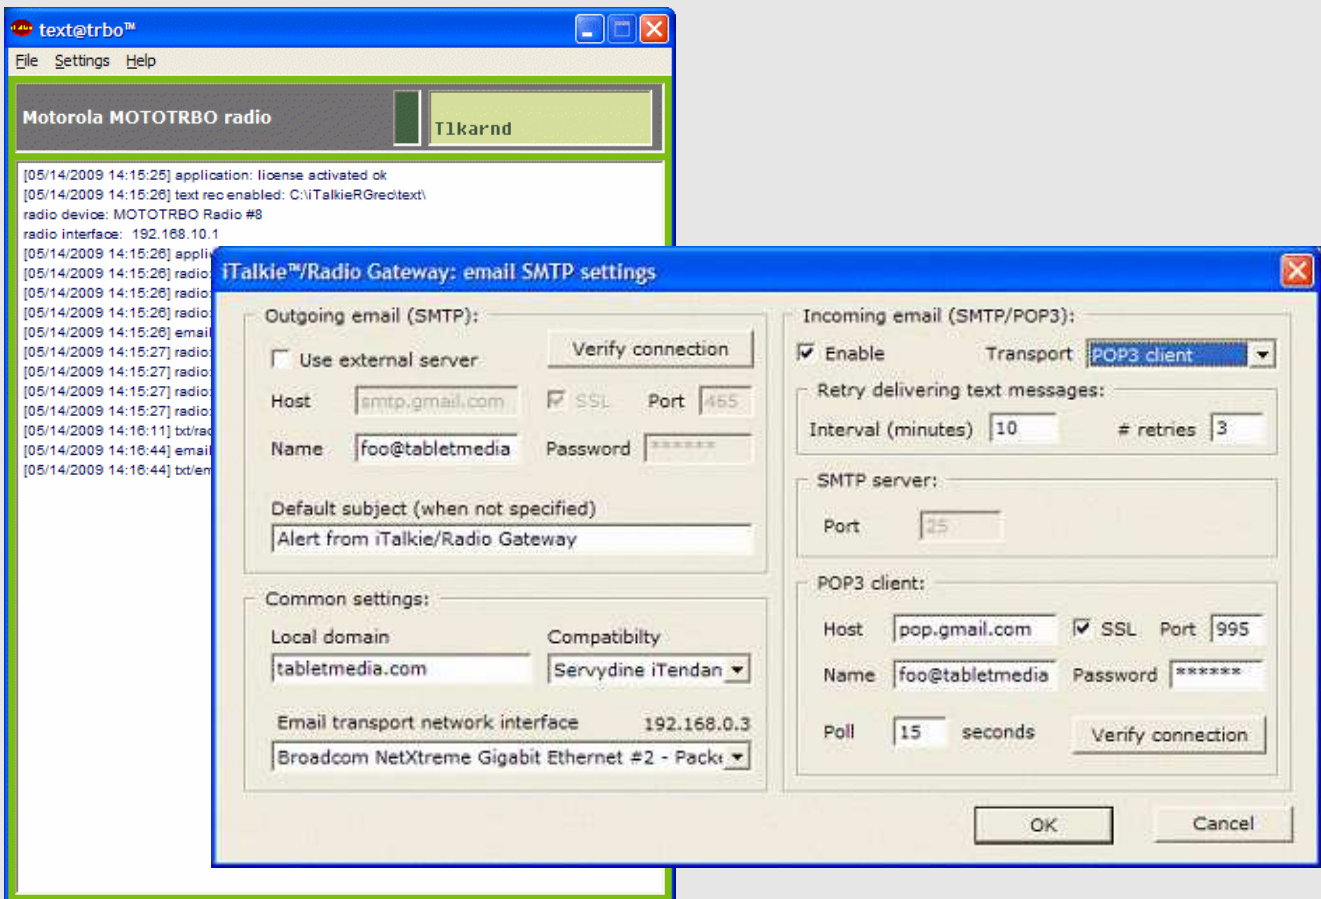 text@trbo™
File Settings Help
Motorola MOTOTRBO radio
Tlkarnd
[05/14/2009 14:15:25] application: license activated ok
[05/14/2009 14:15:26] text rec enabled: C:\iTalkieRGrec\text\
radio device: MOTOTRBO Radio #8
radio interface: 192.168.10.1
[05/14/2009 14:15:26] applic
[05/14/2009 14:15:26] radio:
[05/14/2009 14:15:26] radio:
[05/14/2009 14:15:26] radio:
[05/14/2009 14:15:26] email
[05/14/2009 14:15:27] radio:
[05/14/2009 14:15:27] radio:
[05/14/2009 14:15:27] radio:
[05/14/2009 14:15:27] radio:
[05/14/2009 14:16:11] txt/rad
[05/14/2009 14:16:44] email
[05/14/2009 14:16:44] txt/em
iTalkie™/Radio Gateway: email SMTP settings
Outgoing email (SMTP):
Use external server Verify connection
Host smtp.gmail.com SSL Port 465
Name foo@tabletmedia Password ******
Default subject (when not specified)
Alert from iTalkie/Radio Gateway
Common settings:
Local domain Compatibilty
tabletmedia.com Servydine iTendan
Email transport network interface 192.168.0.3
Broadcom NetXtreme Gigabit Ethernet #2 - Packe
Incoming email (SMTP/POP3):
Enable Transport POP3 client
Retry delivering text messages:
Interval (minutes) 10 # retries 3
SMTP server:
Port 25
POP3 client:
Host pop.gmail.com SSL Port 995
Name foo@tabletmedia Password ******
Poll 15 seconds Verify connection
OK Cancel